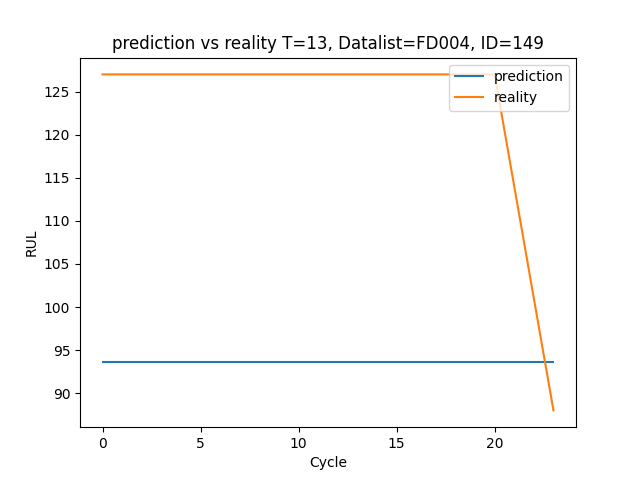 prediction vs reality T=13, Datalist=FD004, ID=149
prediction
reality
125
120
115
110
105
100
95
90
RUL
0 5 10 15 20
Cycle